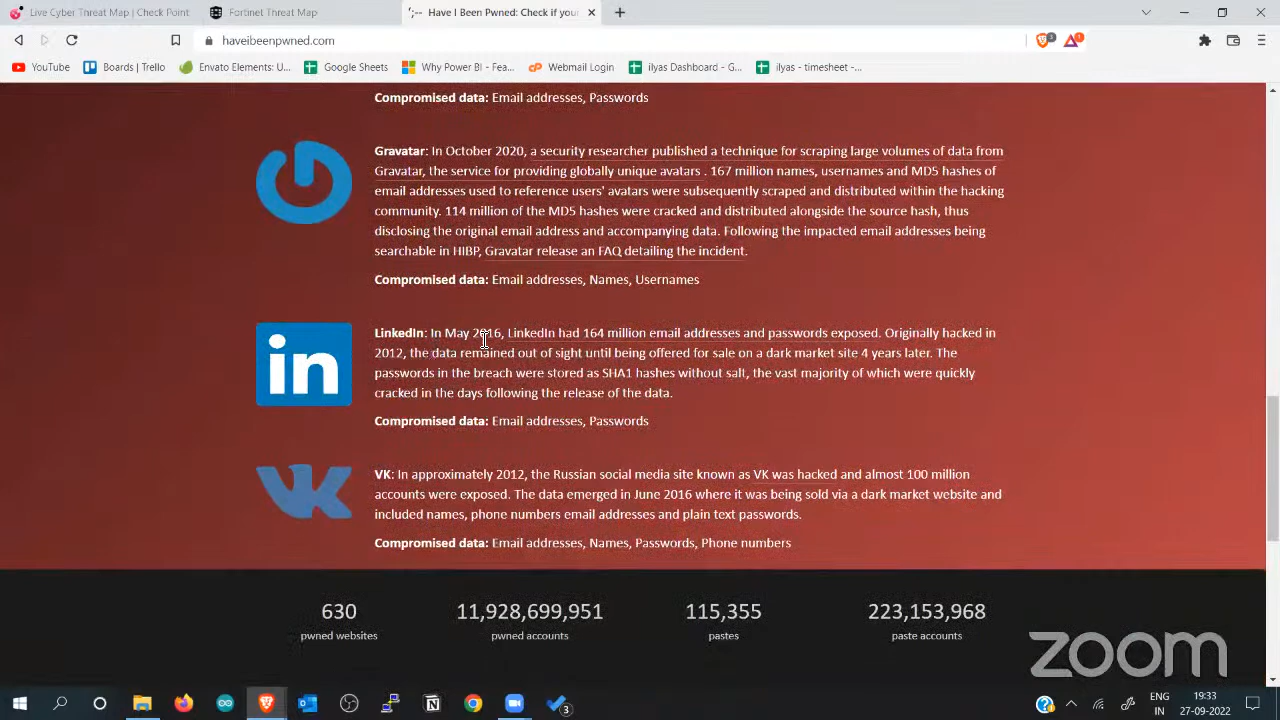 Live Cyber Threat Map | Check Point
Fortinet Threat Map
Have I Been Pwned: Check if your
haveibeenpwned.com
3
1
YouTube
Boards | Trello
Envato Elements: U...
Google Sheets
Why Power BI - Fea...
Webmail Login
ilyas Dashboard - G...
ilyas - timesheet -...
Compromised data: Email addresses, Passwords
Gravatar: In October 2020, a security researcher published a technique for scraping large volumes of data from
Gravatar, the service for providing globally unique avatars . 167 million names, usernames and MD5 hashes of
email addresses used to reference users' avatars were subsequently scraped and distributed within the hacking
community. 114 million of the MD5 hashes were cracked and distributed alongside the source hash, thus
disclosing the original email address and accompanying data. Following the impacted email addresses being
searchable in HIBP, Gravatar release an FAQ detailing the incident.
Compromised data: Email addresses, Names, Usernames
in
LinkedIn: In May 2016, LinkedIn had 164 million email addresses and passwords exposed. Originally hacked in
2012, the data remained out of sight until being offered for sale on a dark market site 4 years later. The
passwords in the breach were stored as SHA1 hashes without salt, the vast majority of which were quickly
cracked in the days following the release of the data.
Compromised data: Email addresses, Passwords
VK: In approximately 2012, the Russian social media site known as VK was hacked and almost 100 million
accounts were exposed. The data emerged in June 2016 where it was being sold via a dark market website and
included names, phone numbers email addresses and plain text passwords.
Compromised data: Email addresses, Names, Passwords, Phone numbers
630
11,928,699,951
115,355
223,153,968
pwned websites
pwned accounts
pastes
paste accounts
zoom
3
ENG
IN
19:33
27-09-2022